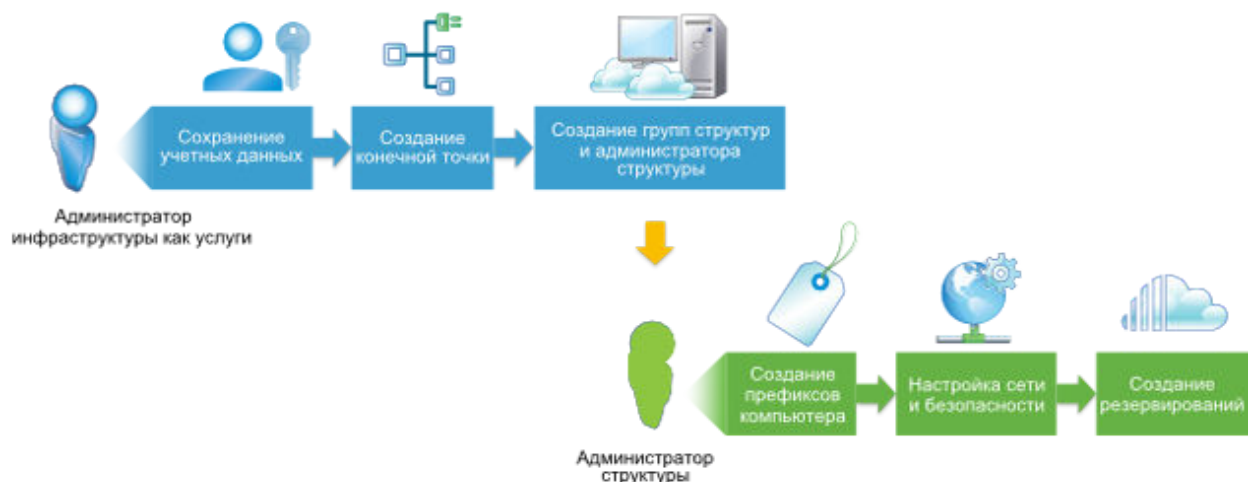 Сохранение
учетных данных
Создание
конечной точки
Создание групп структур
и администратора
структуры
Администратор
инфраструктуры как услуги
Создание
префиксов
компьютера
Настройка сети
и безопасности
Создание
резервирований
Администратор
структуры